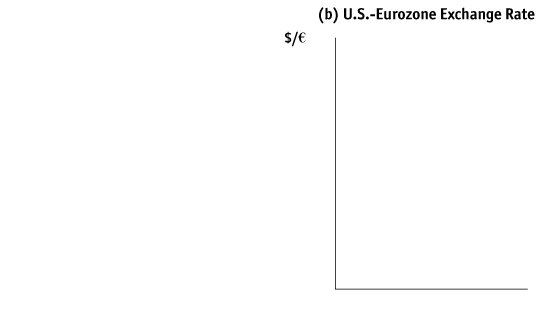 (b) U.S.-Eurozone Exchange Rate
$/€